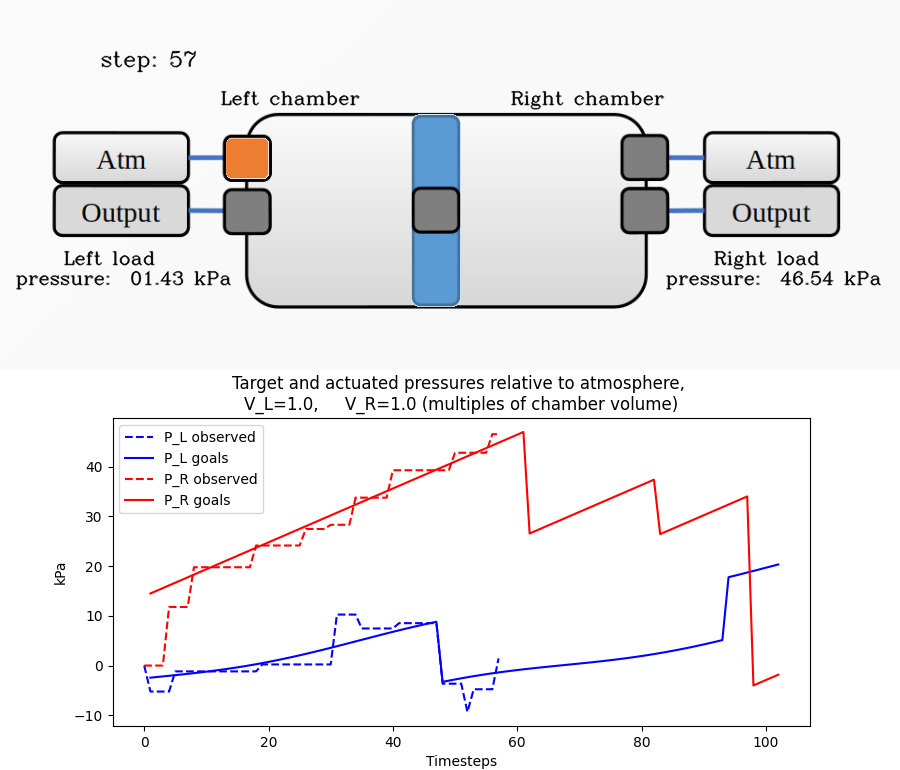 step: 57
Left chamber
Right chamber
Atm
Atm
Output
Output
Left load
pressure: 01.43 kPa
Right load
pressure: 46.54 kPa
Target and actuated pressures relative to atmosphere,
V_L=1.0, V_R=1.0 (multiples of chamber volume)
P_L observed
P_L goals
P_R observed
P_R goals
kPa
40
30
20
10
0
−10
0 20 40 60 80 100
Timesteps